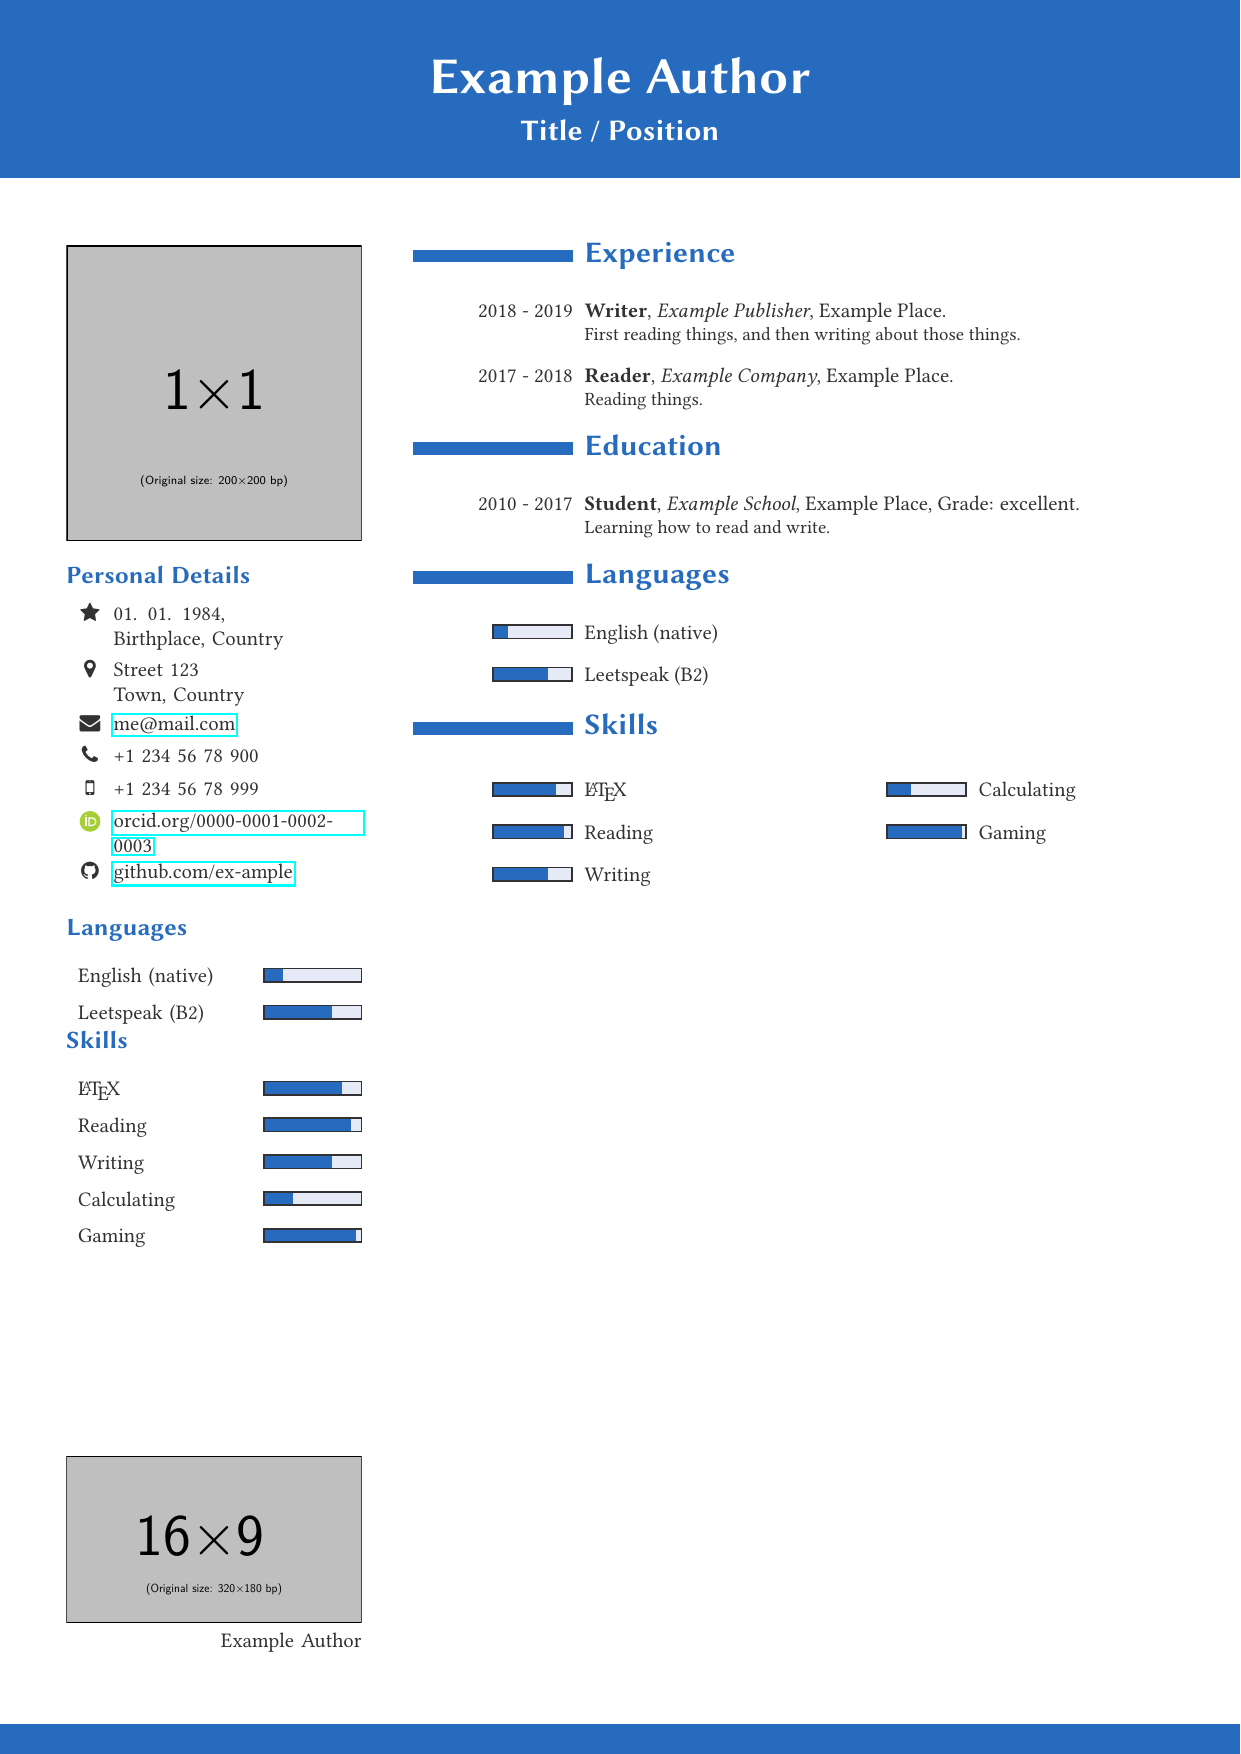 Example Author
Title / Position
1×1
(Original size: 200×200 bp)
Personal Details
01. 01. 1984,
Birthplace, Country
Street 123
Town, Country
me@mail.com
+1 234 56 78 900
+1 234 56 78 999
iD orcid.org/0000-0001-0002-
0003
github.com/ex-ample
Languages
English (native)
Leetspeak (B2)
Skills
LATEX
Reading
Writing
Calculating
Gaming
16×9
(Original size: 320×180 bp)
Example Author
Experience
2018 - 2019 Writer, Example Publisher, Example Place.
First reading things, and then writing about those things.
2017 - 2018 Reader, Example Company, Example Place.
Reading things.
Education
2010 - 2017 Student, Example School, Example Place, Grade: excellent.
Learning how to read and write.
Languages
English (native)
Leetspeak (B2)
Skills
LATEX
Calculating
Reading
Gaming
Writing